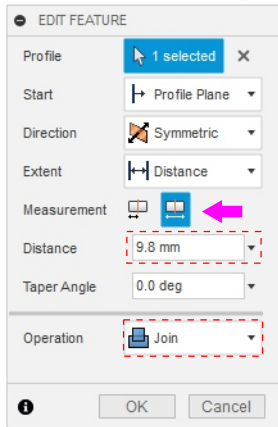 EDIT FEATURE
Profile 1 selected
Start Profile Plane
Direction Symmetric
Extent Distance
Measurement
Distance 9.8 mm
Taper Angle 0.0 deg
Operation Join
OK Cancel